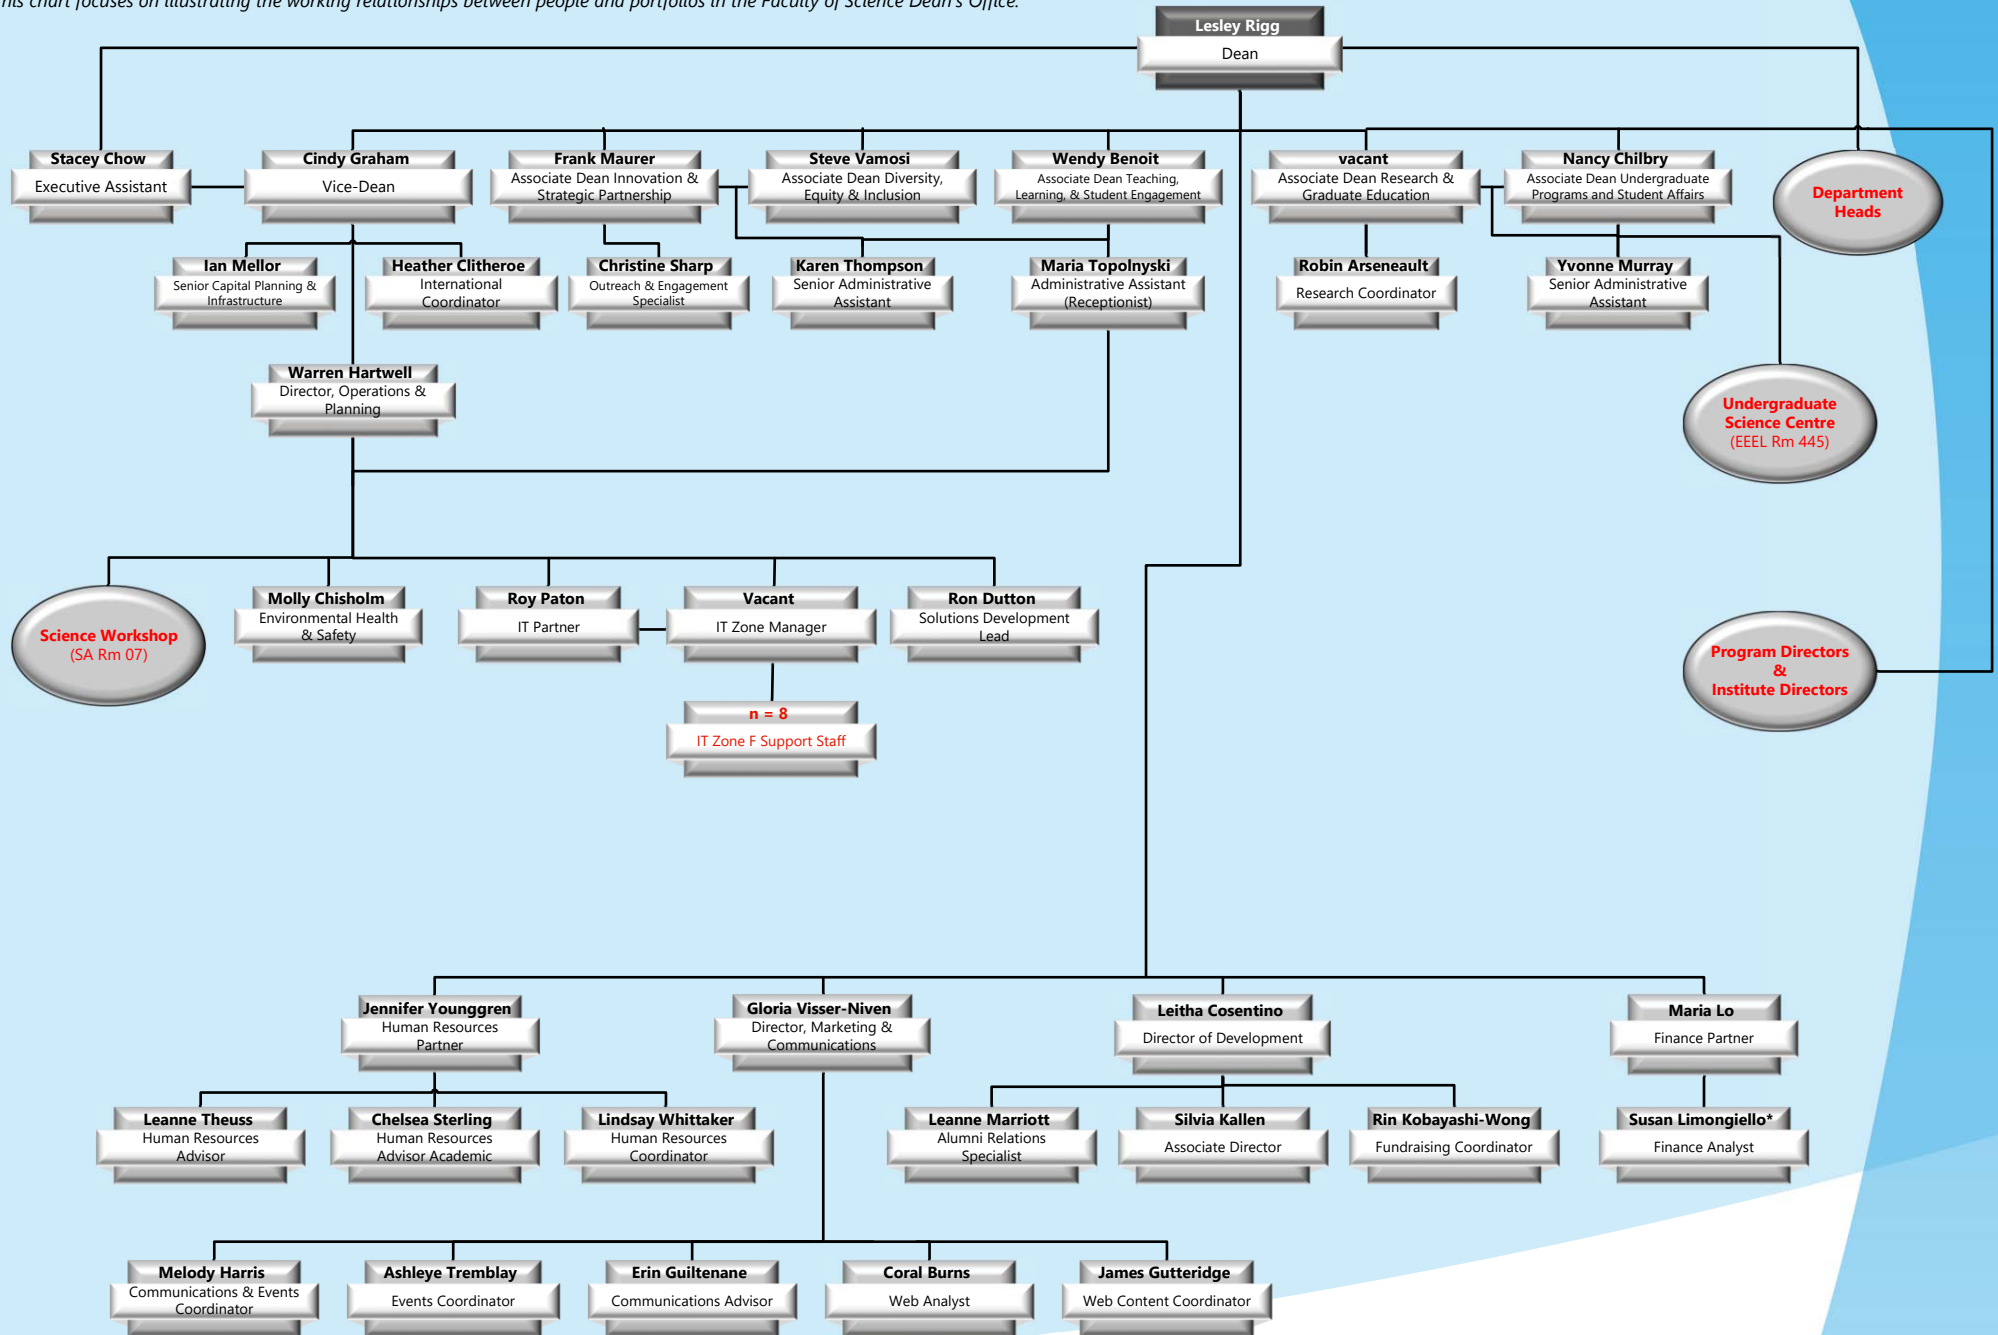 This chart focuses on illustrating the working relationships between people and portfolios in the Faculty of Science Dean's Office.
Lesley Rigg
Dean
Stacey Chow
Executive Assistant
Cindy Graham
Vice-Dean
Frank Maurer
Associate Dean Innovation &
Strategic Partnership
Steve Vamosi
Associate Dean Diversity,
Equity & Inclusion
Wendy Benoit
Associate Dean Teaching,
Learning, & Student Engagement
vacant
Associate Dean Research &
Graduate Education
Nancy Chilbry
Associate Dean Undergraduate
Programs and Student Affairs
Department
Heads
Ian Mellor
Senior Capital Planning &
Infrastructure
Heather Clitheroe
International
Coordinator
Christine Sharp
Outreach & Engagement
Specialist
Karen Thompson
Senior Administrative
Assistant
Maria Topolnyski
Administrative Assistant
(Receptionist)
Robin Arseneault
Research Coordinator
Yvonne Murray
Senior Administrative
Assistant
Warren Hartwell
Director, Operations &
Planning
Undergraduate
Science Centre
(EEEL Rm 445)
Science Workshop
(SA Rm 07)
Molly Chisholm
Environmental Health
& Safety
Roy Paton
IT Partner
Vacant
IT Zone Manager
Ron Dutton
Solutions Development
Lead
Program Directors
&
Institute Directors
n = 8
IT Zone F Support Staff
Jennifer Younggren
Human Resources
Partner
Gloria Visser-Niven
Director, Marketing &
Communications
Leitha Cosentino
Director of Development
Maria Lo
Finance Partner
Leanne Theuss
Human Resources
Advisor
Chelsea Sterling
Human Resources
Advisor Academic
Lindsay Whittaker
Human Resources
Coordinator
Leanne Marriott
Alumni Relations
Specialist
Silvia Kallen
Associate Director
Rin Kobayashi-Wong
Fundraising Coordinator
Susan Limongiello*
Finance Analyst
Melody Harris
Communications & Events
Coordinator
Ashleye Tremblay
Events Coordinator
Erin Guiltenane
Communications Advisor
Coral Burns
Web Analyst
James Gutteridge
Web Content Coordinator